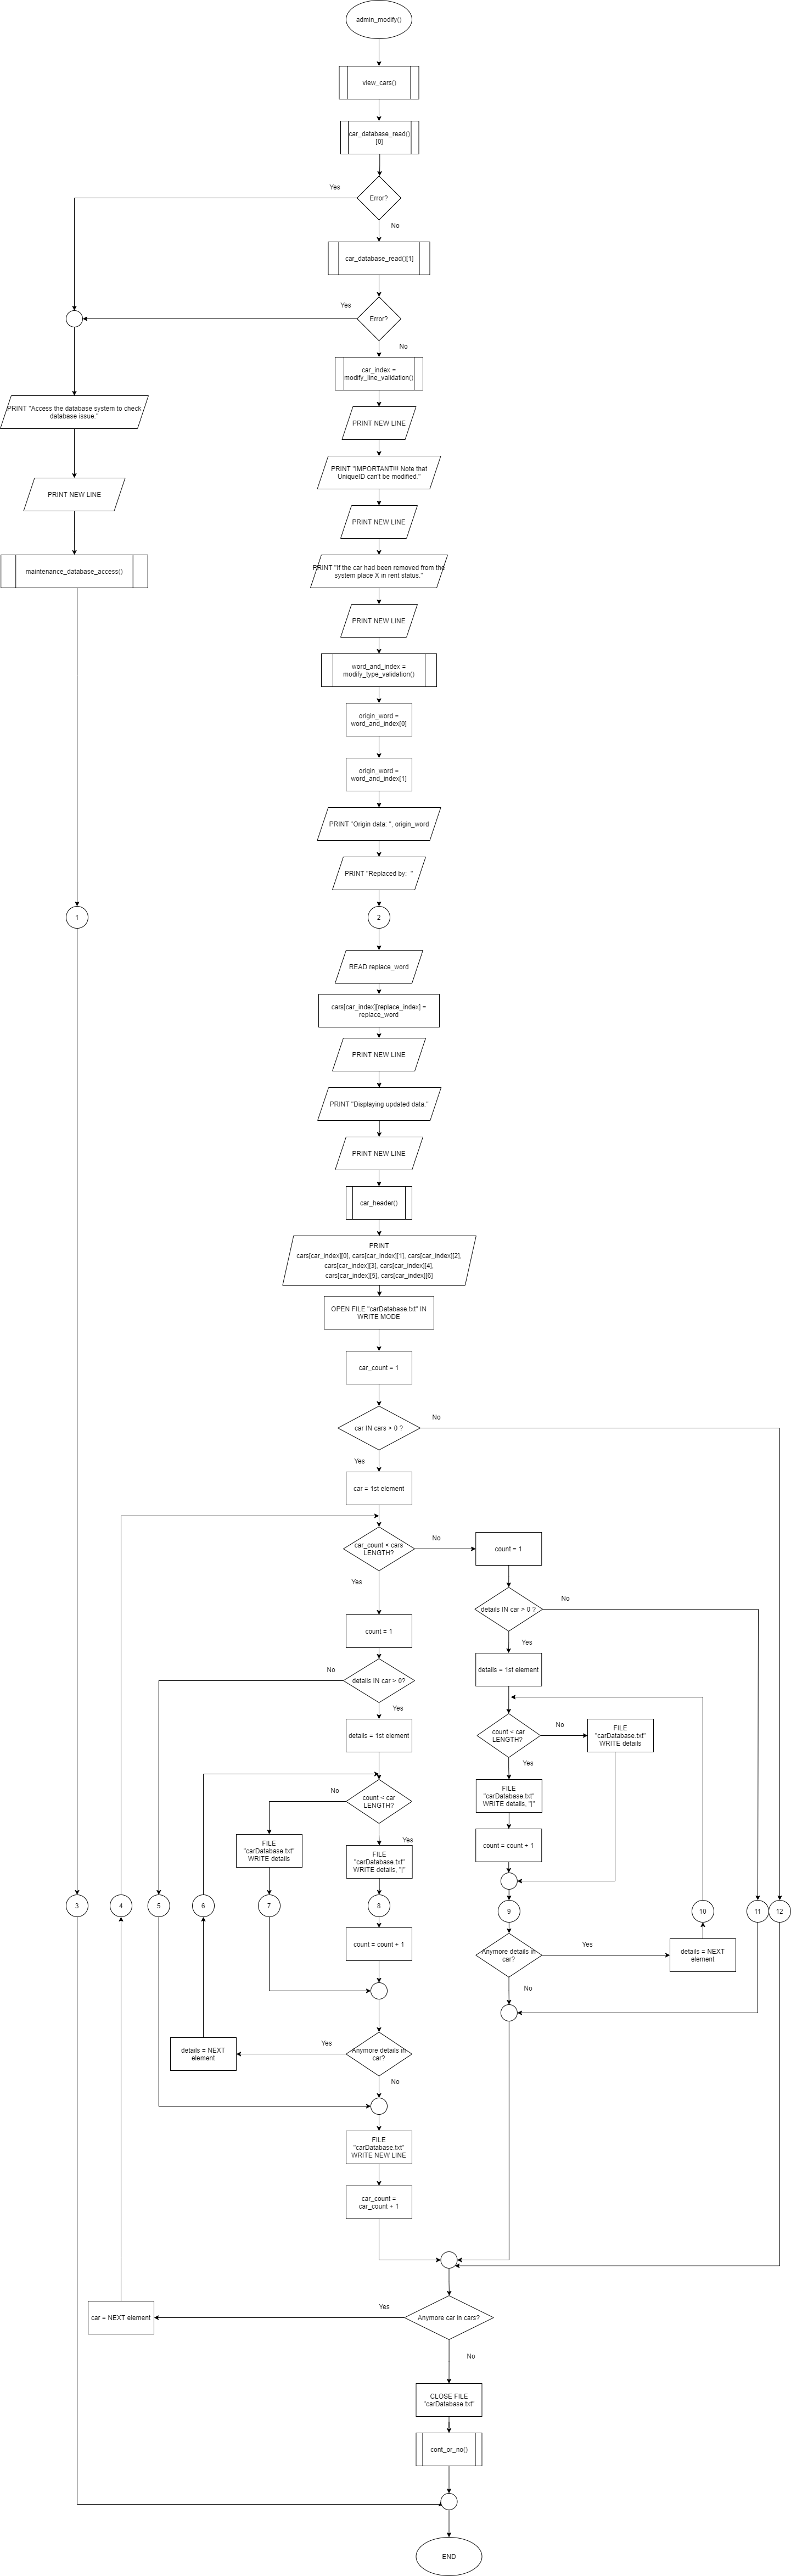 admin_modify()
view_cars()
car_database_read()
[0]
Yes
Error?
No
car_database_read()[1]
Yes
Error?
No
car_index =
modify_line_validation()
PRINT "Access the database system to check
database issue."
PRINT NEW LINE
PRINT "IMPORTANT!!! Note that
UniqueID can't be modified."
PRINT NEW LINE
PRINT NEW LINE
maintenance_database_access()
PRINT "If the car had been removed from the
system place X in rent status."
PRINT NEW LINE
word_and_index =
modify_type_validation()
origin_word =
word_and_index[0]
origin_word =
word_and_index[1]
PRINT "Origin data: ", origin_word
PRINT "Replaced by:  "
1
2
READ replace_word
cars[car_index][replace_index] =
replace_word
PRINT NEW LINE
PRINT "Displaying updated data."
PRINT NEW LINE
car_header()
PRINT
cars[car_index][0], cars[car_index][1], cars[car_index][2],
cars[car_index][3], cars[car_index][4],
cars[car_index][5], cars[car_index][6]
OPEN FILE "carDatabase.txt" IN
WRITE MODE
car_count = 1
No
car IN cars > 0 ?
Yes
car = 1st element
No
car_count < cars
LENGTH?
count = 1
Yes
No
details IN car > 0 ?
count = 1
Yes
No
details = 1st element
details IN car > 0?
Yes
No
FILE
"carDatabase.txt"
WRITE details
count < car
LENGTH?
details = 1st element
Yes
No
count < car
LENGTH?
FILE
"carDatabase.txt"
WRITE details, "|"
Yes
FILE
"carDatabase.txt"
WRITE details
FILE
"carDatabase.txt"
WRITE details, "|"
count = count + 1
3
4
5
6
7
8
9
10
11
12
count = count + 1
Yes
Anymore details in
car?
details = NEXT
element
No
Yes
details = NEXT
element
Anymore details in
car?
No
FILE
"carDatabase.txt"
WRITE NEW LINE
car_count =
car_count + 1
Yes
car = NEXT element
Anymore car in cars?
No
CLOSE FILE
"carDatabase.txt"
cont_or_no()
END